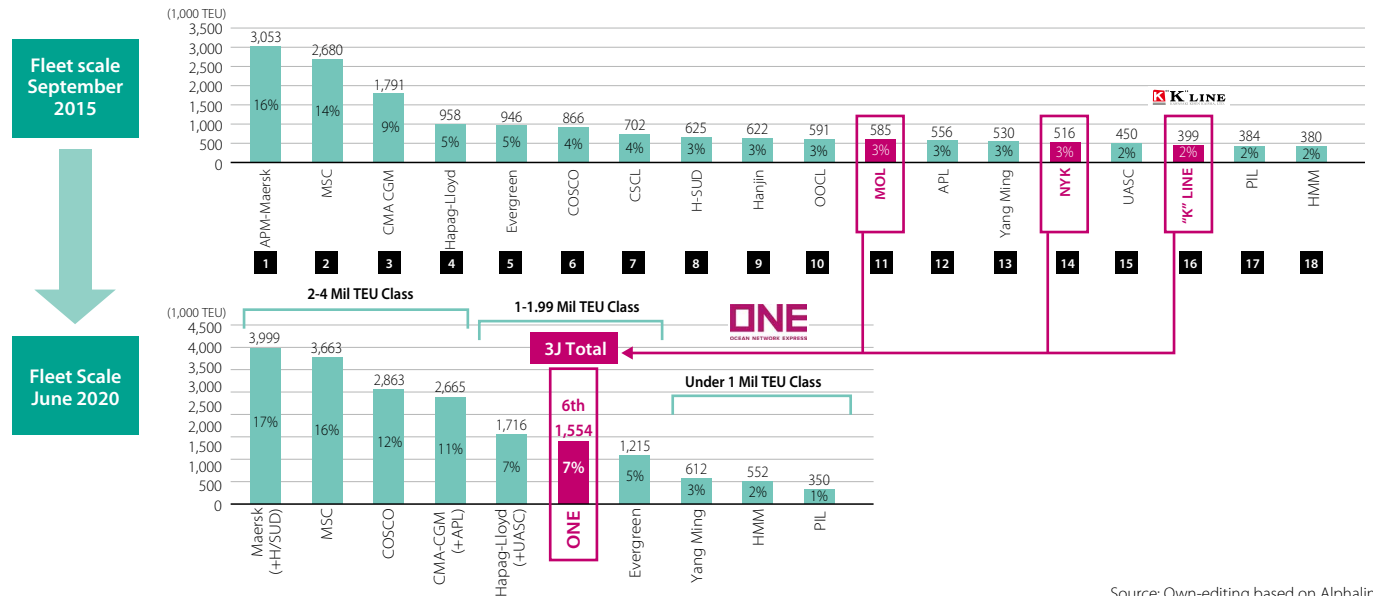 Fleet scale
September
2015
(1,000 TEU)
3,500
3,000
2,500
2,000
1,500
1,000
500
0
3,053
2,680
1,791
958
946
866
702
625
622
591
585
556
530
516
450
399
384
380
16%
14%
9%
5%
5%
4%
4%
3%
3%
3%
3%
3%
3%
3%
2%
2%
2%
2%
K "K" LINE
APM-Maersk
MSC
CMA CGM
Hapag-Lloyd
Evergreen
COSCO
CSCL
H-SUD
Hanjin
OOCL
MOL
APL
Yang Ming
NYK
UASC
"K" LINE
PIL
HMM
1
2
3
4
5
6
7
8
9
10
11
12
13
14
15
16
17
18
Fleet Scale
June 2020
2-4 Mil TEU Class
1-1.99 Mil TEU Class
ONE
OCEAN NETWORK EXPRESS
3J Total
Under 1 Mil TEU Class
(1,000 TEU)
4,500
4,000
3,500
3,000
2,500
2,000
1,500
1,000
500
0
3,999
3,663
2,863
2,665
1,716
6th
1,554
1,215
612
552
350
17%
16%
12%
11%
7%
7%
5%
3%
2%
1%
Maersk
(+H/SUD)
MSC
COSCO
CMA-CGM
(+APL)
Hapag-Lloyd
(+UASC)
ONE
Evergreen
Yang Ming
HMM
PIL
Source: Own-editing based on Alphalin